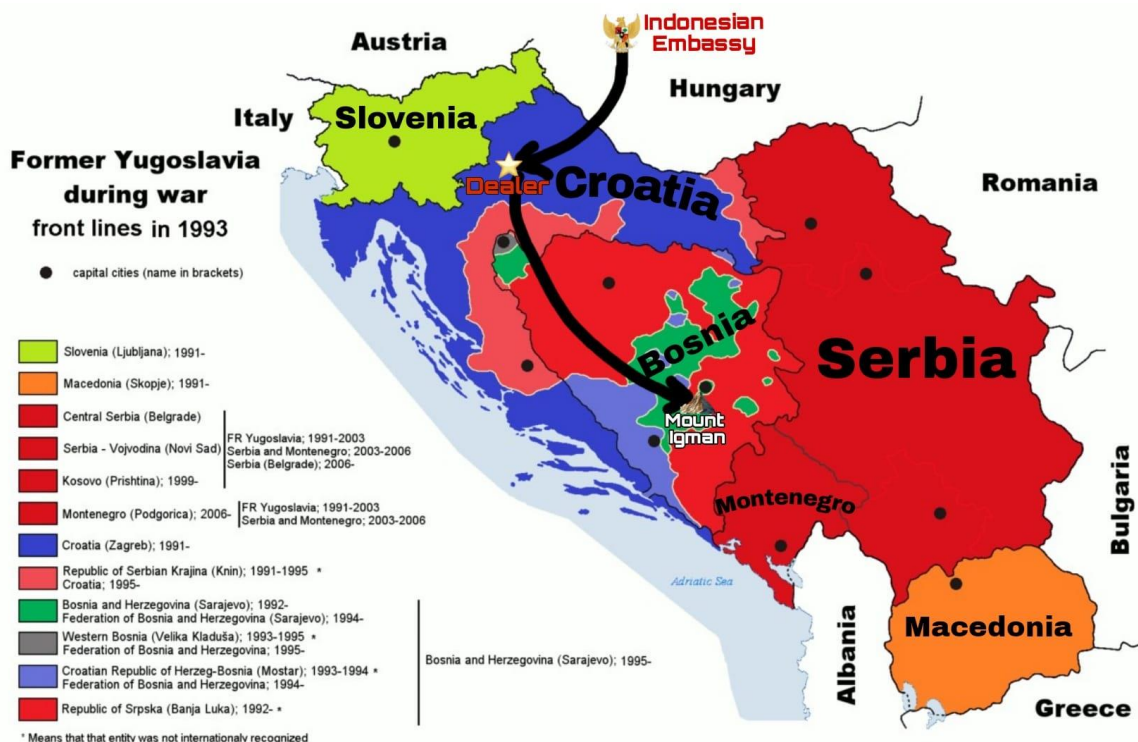 Indonesian
Embassy
Austria
Hungary
Italy
Slovenia
Former Yugoslavia
during war
front lines in 1993
Dealer
Croatia
Romania
capital cities (name in brackets)
Bosnia
Serbia
Mount
Igman
Montenegro
Bulgaria
Adriatic Sea
Albania
Macedonia
Greece
Slovenia (Ljubljana); 1991-
Macedonia (Skopje); 1991-
Central Serbia (Belgrade)
Serbia - Vojvodina (Novi Sad)
Kosovo (Prishtina); 1999-
FR Yugoslavia; 1991-2003
Serbia and Montenegro; 2003-2006
Serbia (Belgrade); 2006-
Montenegro (Podgorica); 2006-
FR Yugoslavia; 1991-2003
Serbia and Montenegro; 2003-2006
Croatia (Zagreb); 1991-
Republic of Serbian Krajina (Knin); 1991-1995 *
Croatia; 1995-
Bosnia and Herzegovina (Sarajevo); 1992-
Federation of Bosnia and Herzegovina (Sarajevo); 1994-
Western Bosnia (Velika Kladuša); 1993-1995 *
Federation of Bosnia and Herzegovina; 1995-
Croatian Republic of Herzeg-Bosnia (Mostar); 1993-1994 *
Federation of Bosnia and Herzegovina; 1994-
Republic of Srpska (Banja Luka); 1992- *
Bosnia and Herzegovina (Sarajevo); 1995-
* Means that that entity was not internationaly recognized